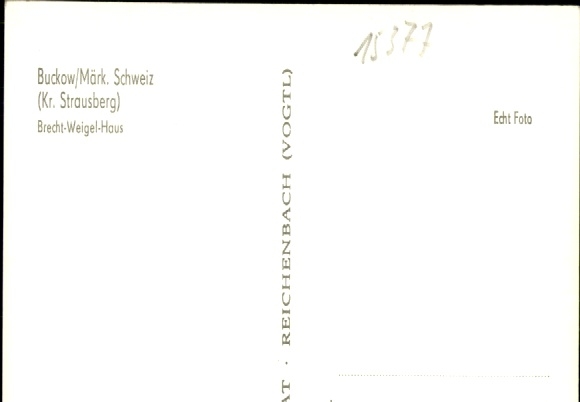 Buckow/Märk. Schweiz
(Kr. Strausberg)
Brecht-Weigel-Haus
15377
Echt Foto
AT · REICHENBACH (VOGTL)